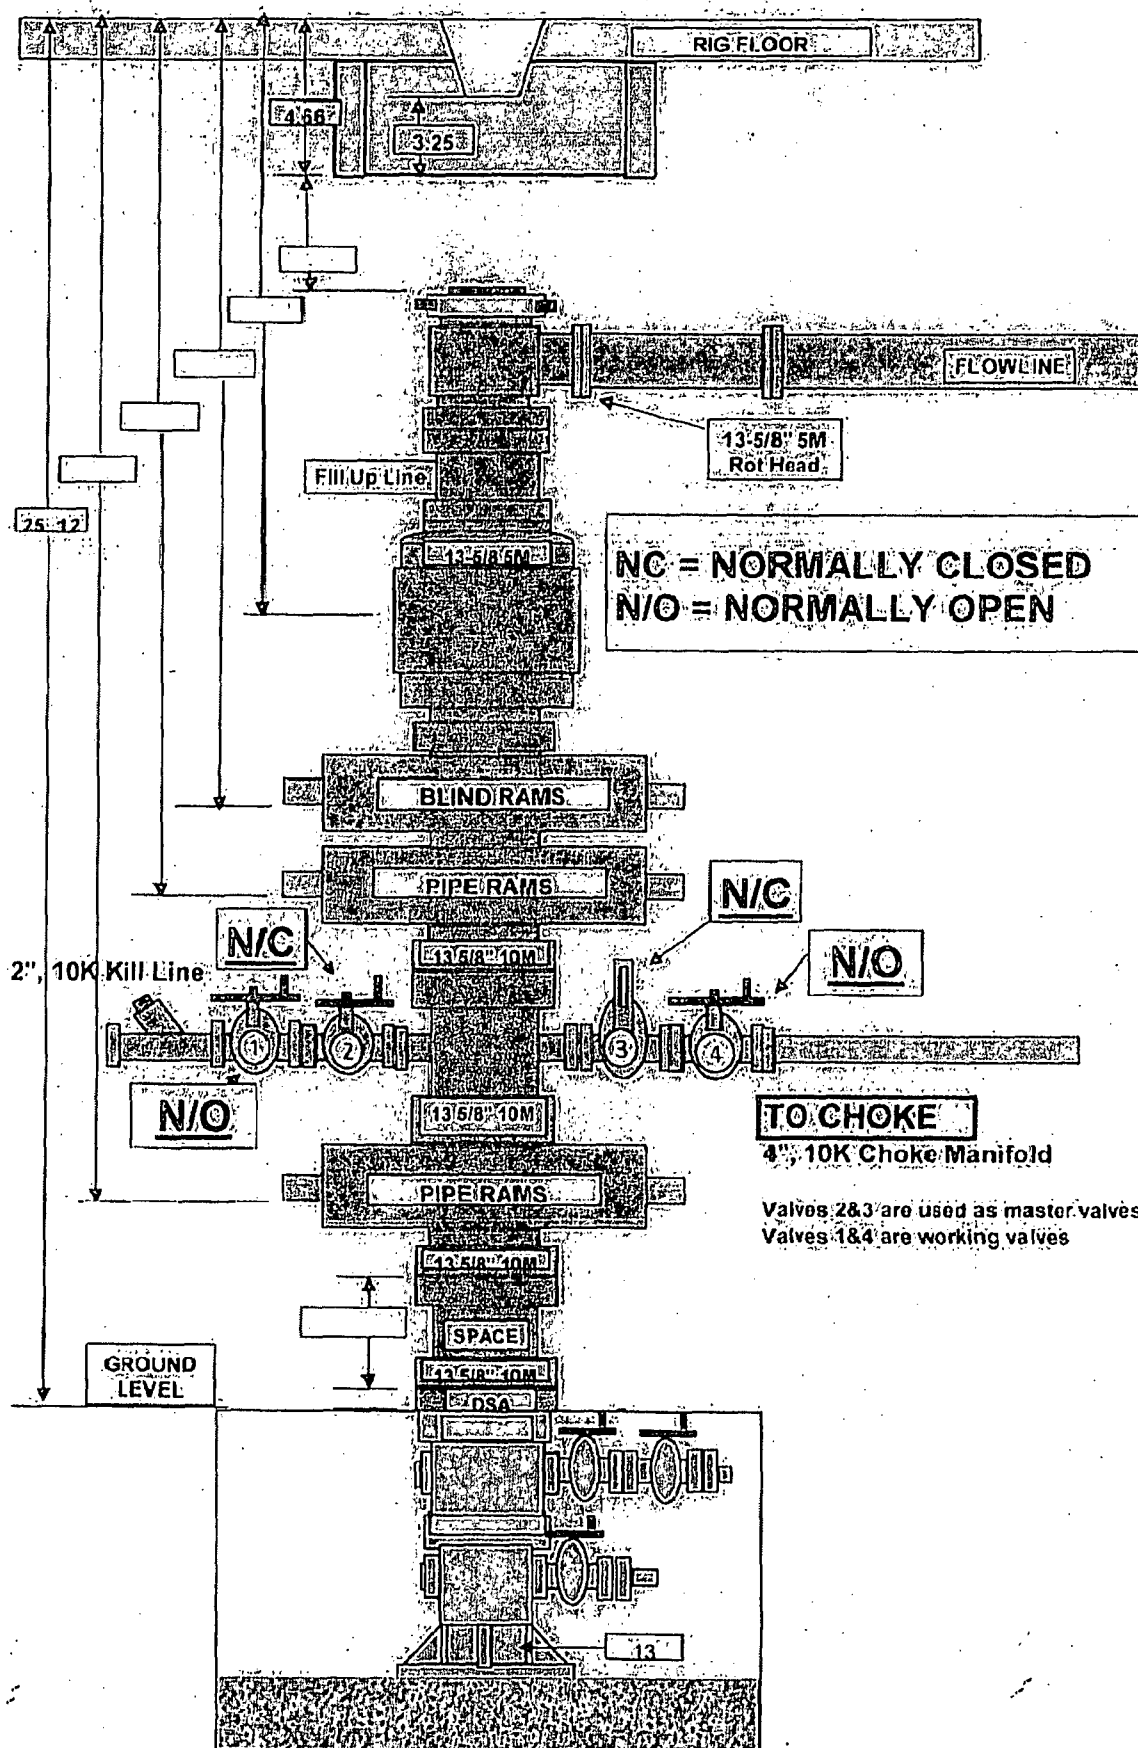 RIG FLOOR
4.66
3.25
FLOWLINE
13-5/8" 5M
Rot Head
Fill Up Line
25.12
13-5/8 5M
NC = NORMALLY CLOSED
N/O = NORMALLY OPEN
BLIND RAMS
PIPE RAMS
N/C
N/C
13 5/8" 10M
N/O
2", 10K Kill Line
1
2
3
4
N/O
13 5/8" 10M
TO CHOKE
4", 10K Choke Manifold
PIPE RAMS
Valves 2&3 are used as master valves
Valves 1&4 are working valves
13 5/8" 10M
SPACE
GROUND
LEVEL
13 5/8" 10M
DSA
13